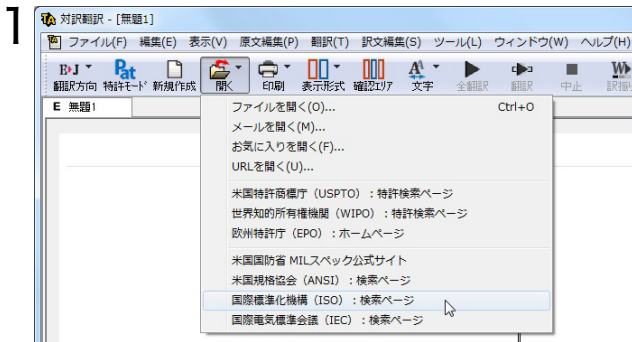 1
対訳翻訳 - [無題1]
ファイル(F) 編集(E) 表示(V) 原文編集(P) 翻訳(T) 訳文編集(S) ツール(L) ウィンドウ(W) ヘルプ(H)
E▸J Pat A W
翻訳方向 特許モード 新規作成 開く 印刷 表示形式 確認エリア 文字 全翻訳 翻訳 中止 訳振り
E 無題1
ファイルを開く(O)... Ctrl+O
メールを開く(M)...
お気に入りを開く(F)...
URLを開く(U)...
米国特許商標庁（USPTO）：特許検索ページ
世界知的所有権機関（WIPO）：特許検索ページ
欧州特許庁（EPO）：ホームページ
米国国防省 MILスペック公式サイト
米国規格協会（ANSI）：検索ページ
国際標準化機構（ISO）：検索ページ
国際電気標準会議（IEC）：検索ページ